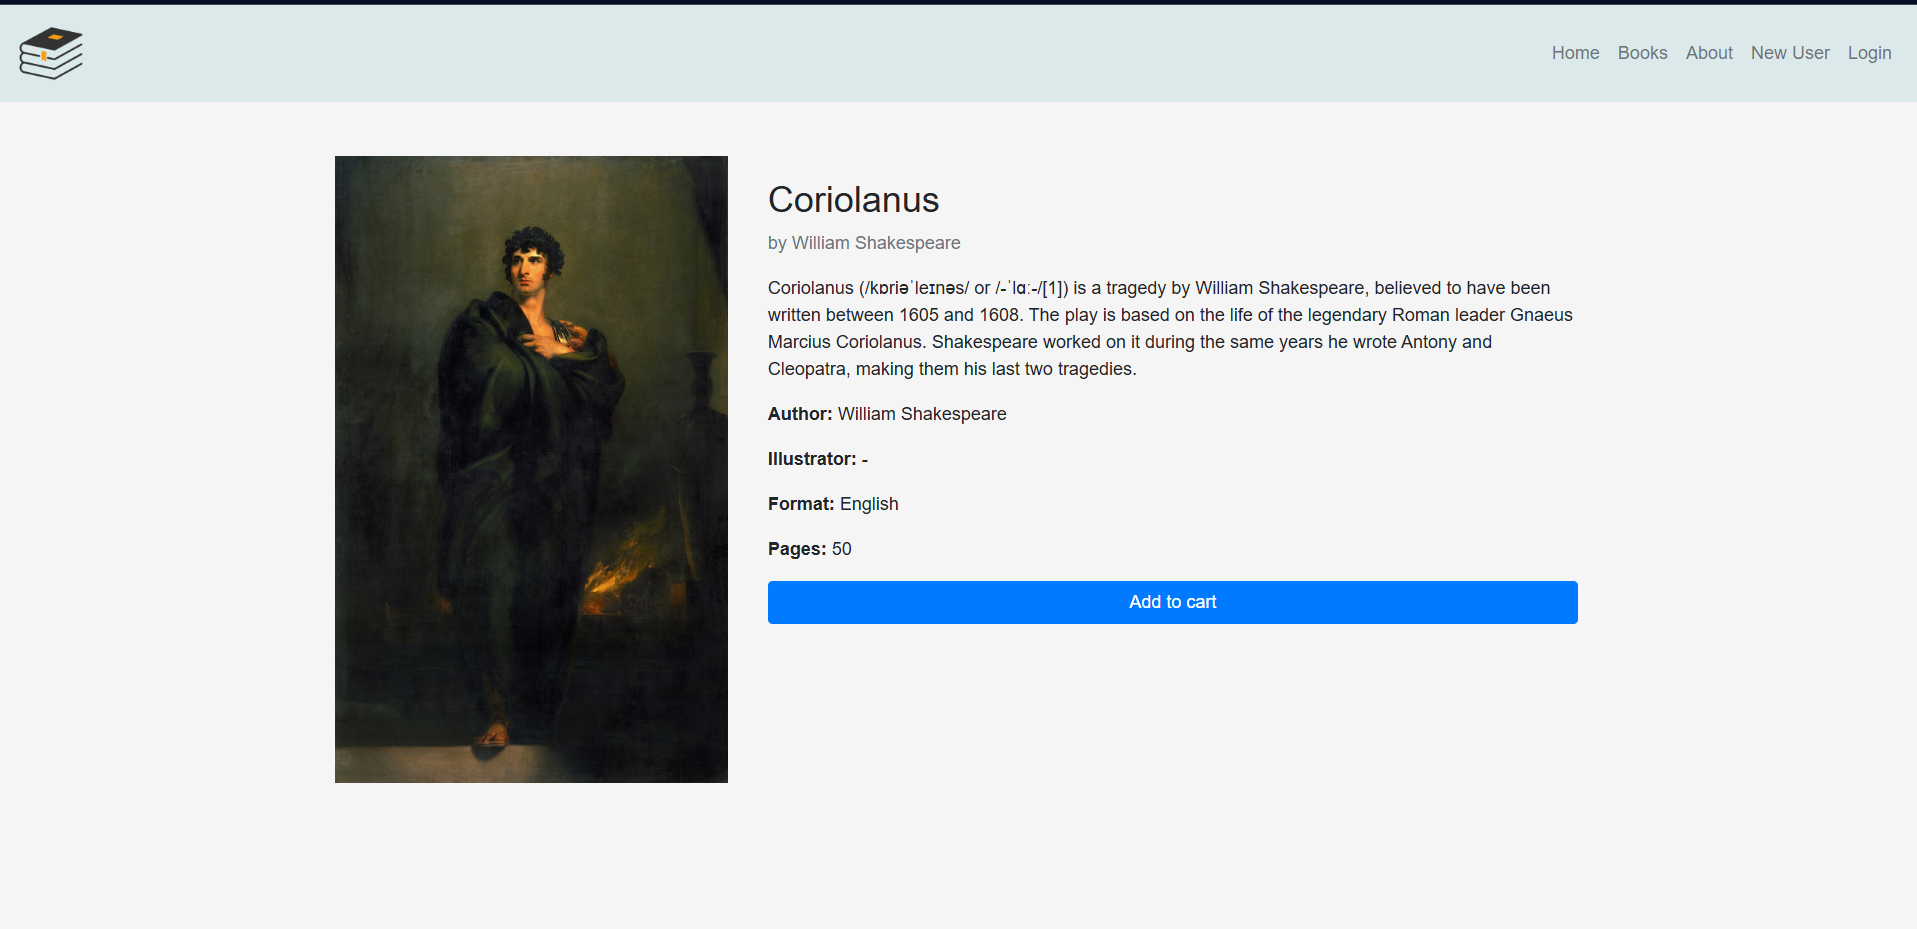 Home Books About New User Login
Coriolanus
by William Shakespeare
Coriolanus (/kɒriəˈleɪnəs/ or /-ˈlɑː-/[1]) is a tragedy by William Shakespeare, believed to have been
written between 1605 and 1608. The play is based on the life of the legendary Roman leader Gnaeus
Marcius Coriolanus. Shakespeare worked on it during the same years he wrote Antony and
Cleopatra, making them his last two tragedies.
Author: William Shakespeare
Illustrator: -
Format: English
Pages: 50
Add to cart